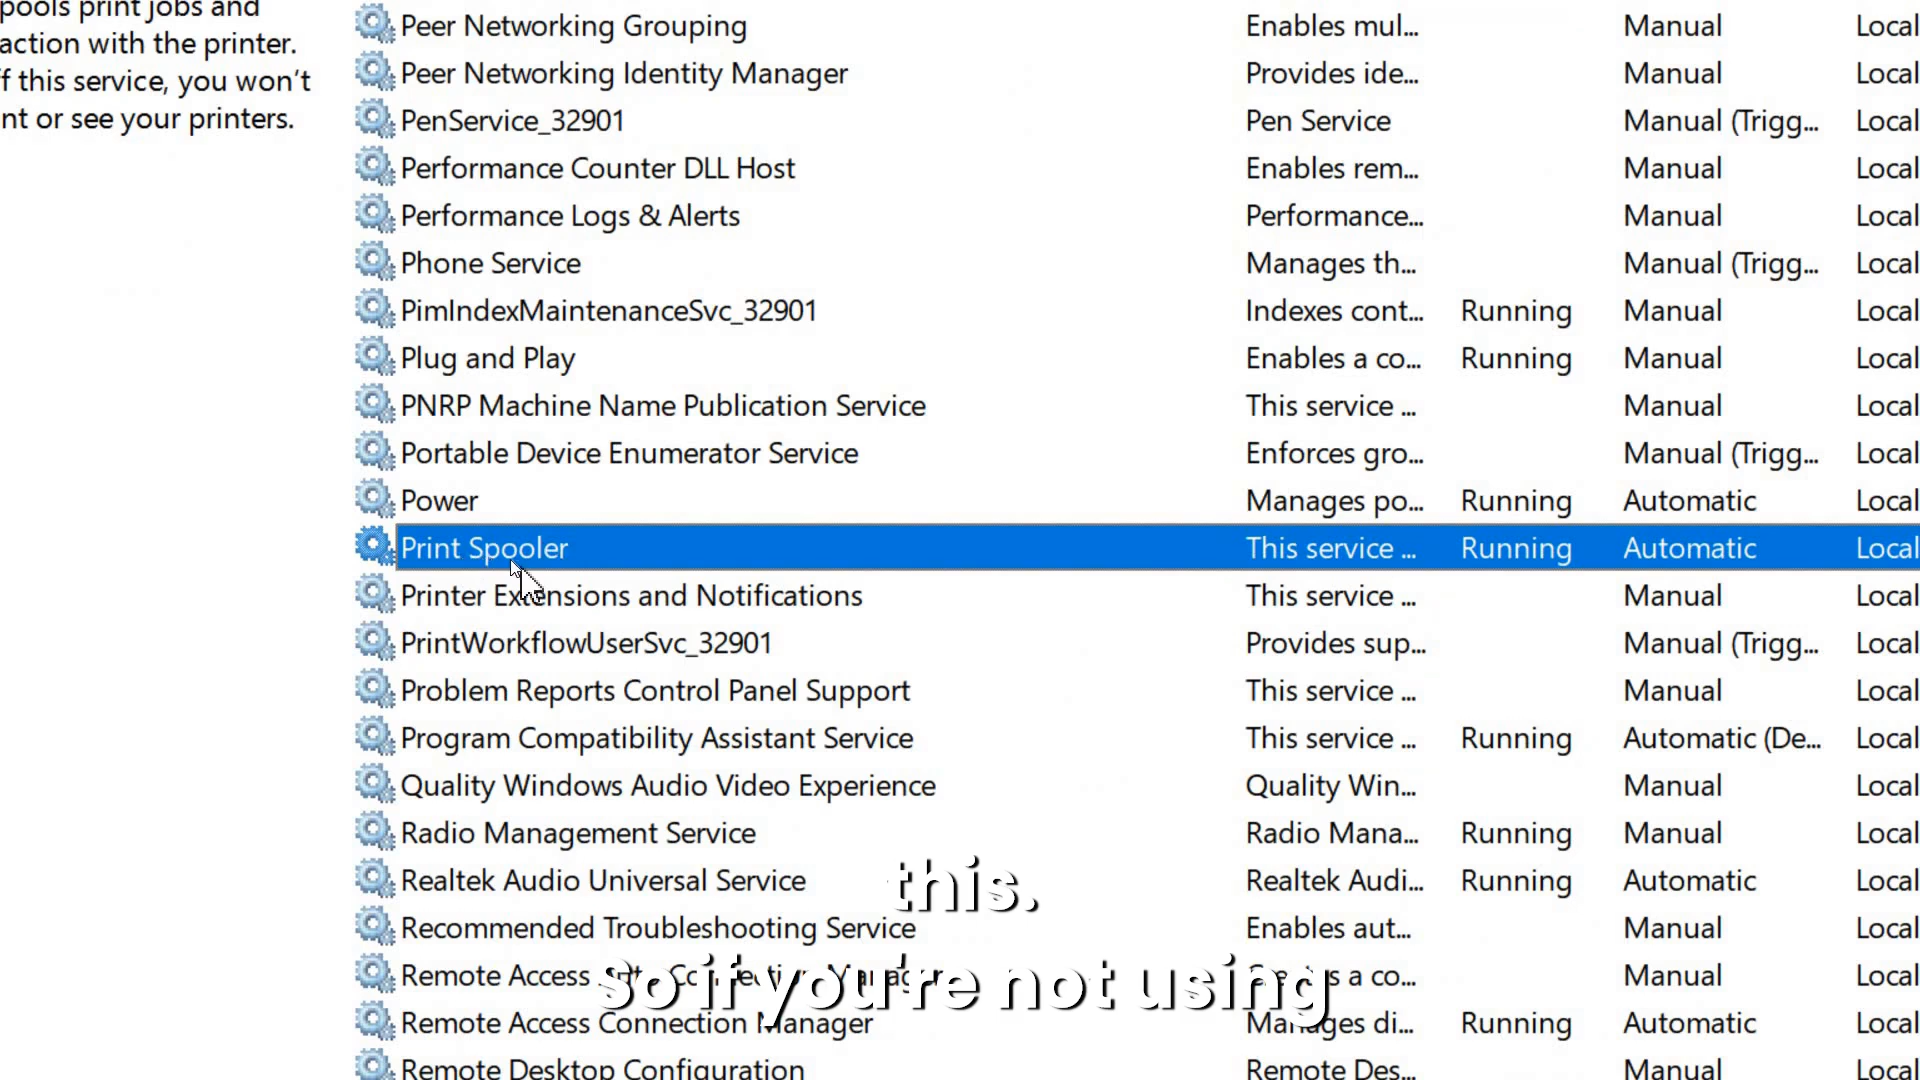 pools print jobs and
action with the printer.
f this service, you won't
nt or see your printers.
Peer Networking Grouping Enables mul... Manual Local
Peer Networking Identity Manager Provides ide... Manual Local
PenService_32901 Pen Service Manual (Trigg... Local
Performance Counter DLL Host Enables rem... Manual Local
Performance Logs & Alerts Performance... Manual Local
Phone Service Manages th... Manual (Trigg... Local
PimIndexMaintenanceSvc_32901 Indexes cont... Running Manual Local
Plug and Play Enables a co... Running Manual Local
PNRP Machine Name Publication Service This service ... Manual Local
Portable Device Enumerator Service Enforces gro... Manual (Trigg... Local
Power Manages po... Running Automatic Local
Print Spooler This service ... Running Automatic Local
Printer Extensions and Notifications This service ... Manual Local
PrintWorkflowUserSvc_32901 Provides sup... Manual (Trigg... Local
Problem Reports Control Panel Support This service ... Manual Local
Program Compatibility Assistant Service This service ... Running Automatic (De... Local
Quality Windows Audio Video Experience Quality Win... Manual Local
Radio Management Service Radio Mana... Running Manual Local
Realtek Audio Universal Service Realtek Audi... Running Automatic Local
Recommended Troubleshooting Service Enables aut... Manual Local
Remote Access Auto Connection Manager Creates a co... Manual Local
Remote Access Connection Manager Manages di... Running Automatic Local
Remote Desktop Configuration Remote Des... Manual Local
this.
So if you're not using